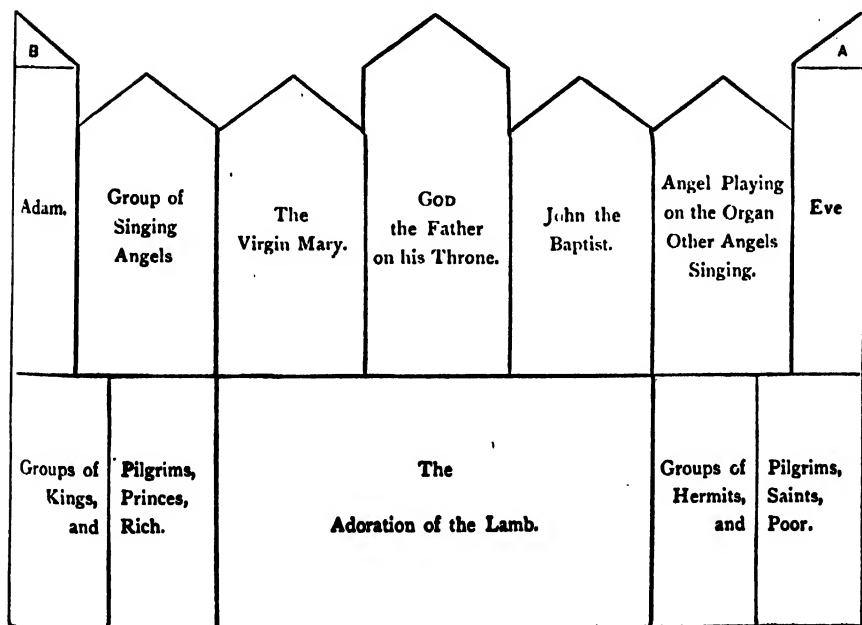 B
A
Adam.
Group of
Singing
Angels
The
Virgin Mary.
GOD
the Father
on his Throne.
John the
Baptist.
Angel Playing
on the Organ
Other Angels
Singing.
Eve
Groups of
Kings,
and
Pilgrims,
Princes,
Rich.
The
Adoration of the Lamb.
Groups of
Hermits,
and
Pilgrims,
Saints,
Poor.